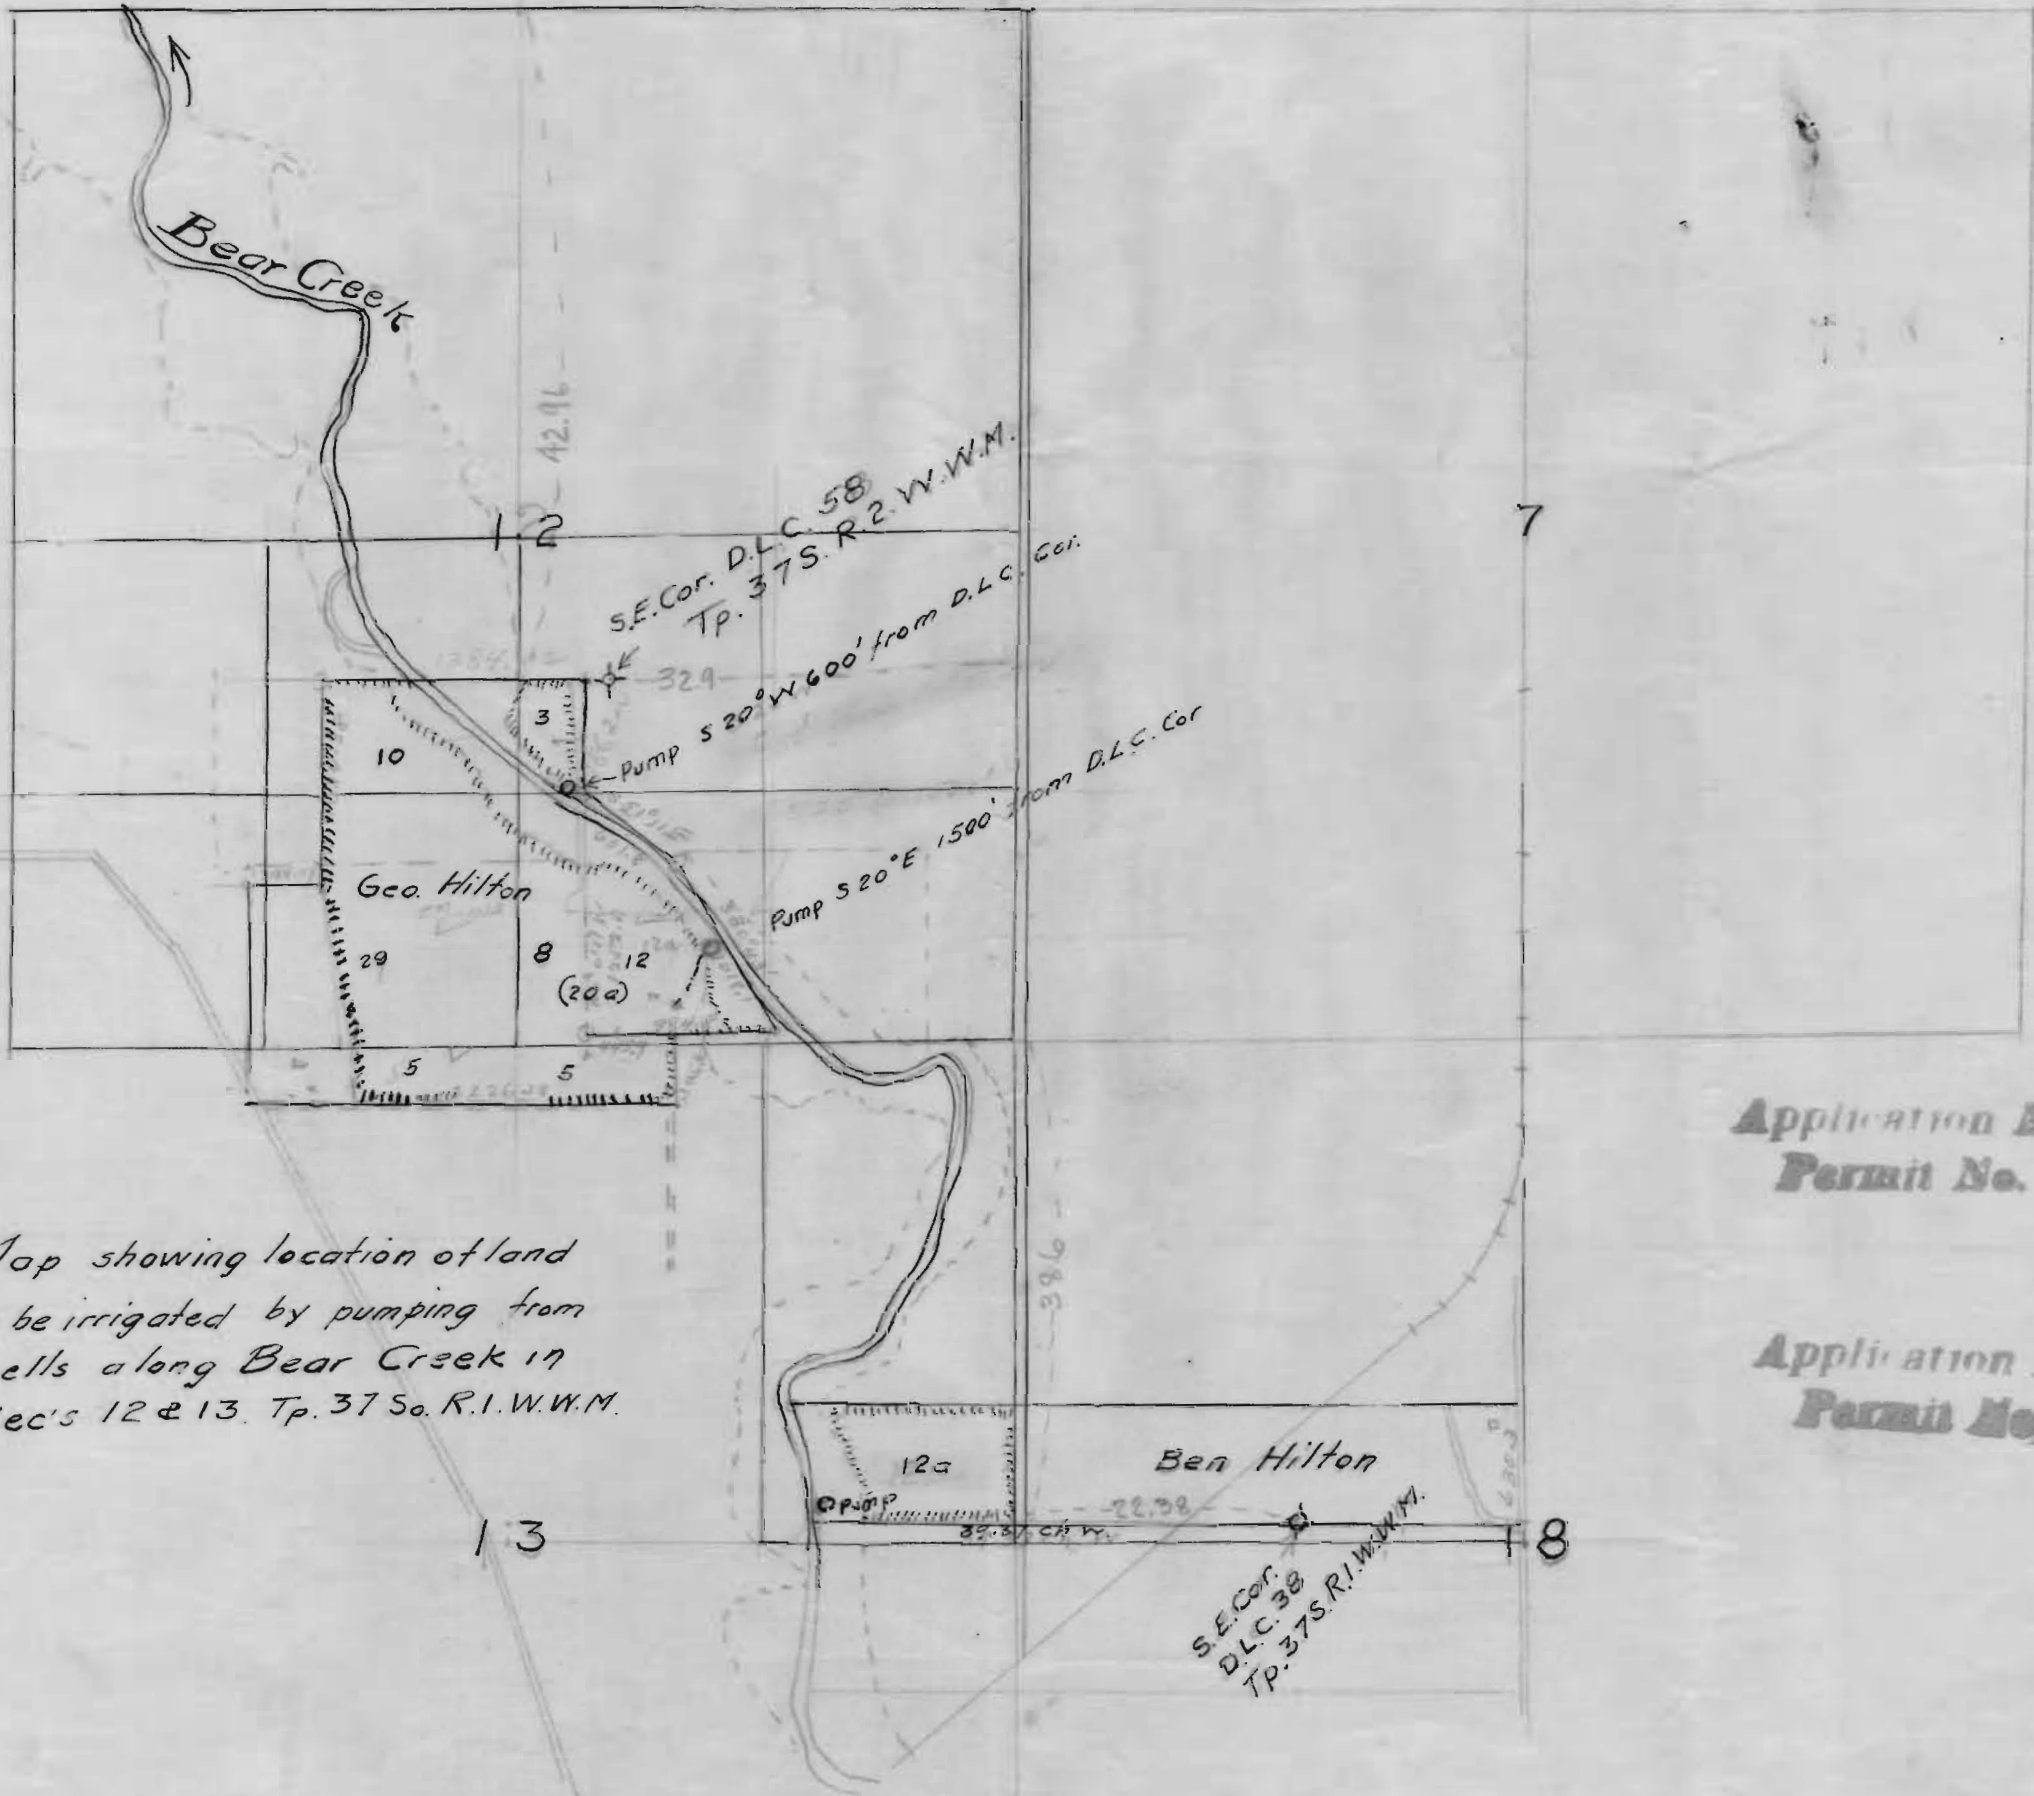 Bear Creek
42.96
12
7
S.E. Cor. D.L.C. 58
Tp. 37 S. R. 2. W. W. M.
329
3
Pump S 20° W 600' from D.L.C. Cor.
10
Pump S 20° E 1500' from D.L.C. Cor
Geo. Hilton
29
8
12
(20a)
5
5
Application
Permit No.
ap showing location of land
be irrigated by pumping from
ells along Bear Creek in
ec's 12 & 13. Tp. 37 So. R.1. W.W.M.
386
Application
Permit No
12a
Ben Hilton
pump
22.38
13
18
S.E. Cor.
D.L.C. 38
Tp. 37 S. R.1. W.W.M.